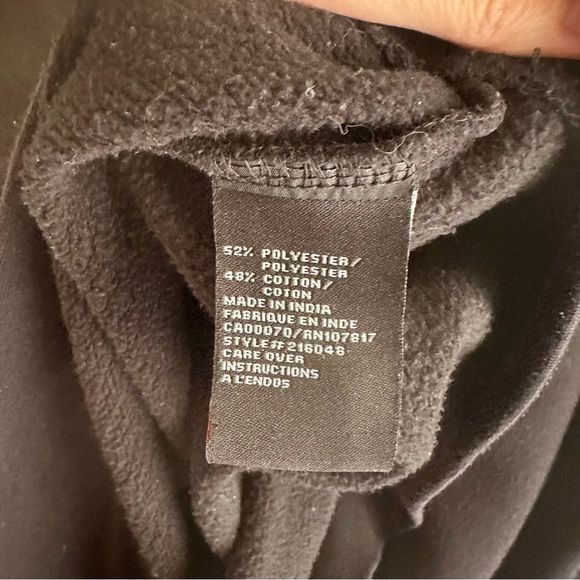 52% POLYESTER/
POLYESTER
48% COTTON/
COTON
MADE IN INDIA
FABRIQUE EN INDE
CA00070/RN107817
STYLE# 216048
CARE OVER
INSTRUCTIONS
A L'ENDOS